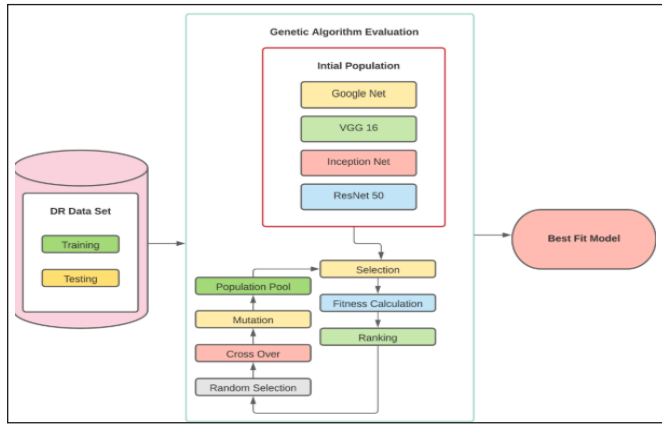 Genetic Algorithm Evaluation
Intial Population
Google Net
VGG 16
Inception Net
ResNet 50
DR Data Set
Training
Testing
Best Fit Model
Selection
Population Pool
Fitness Calculation
Mutation
Ranking
Cross Over
Random Selection